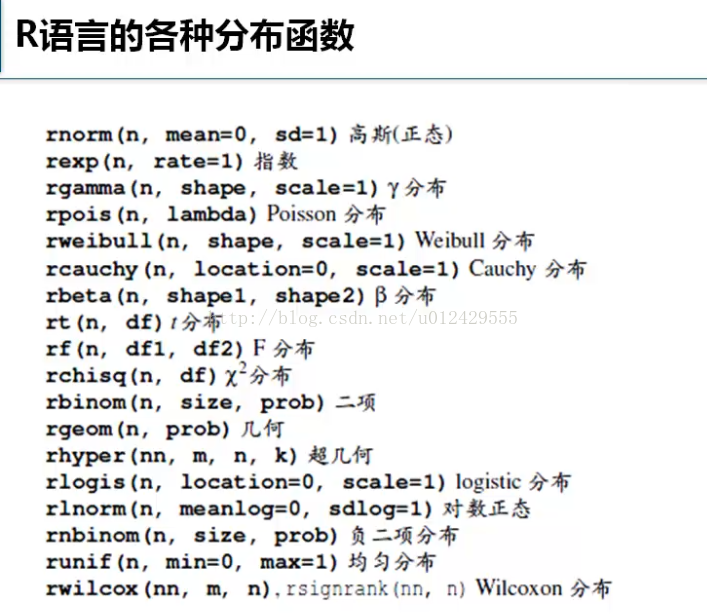 R语言的各种分布函数
rnorm(n, mean=0, sd=1) 高斯(正态)
rexp(n, rate=1) 指数
rgamma(n, shape, scale=1) γ 分布
rpois(n, lambda) Poisson 分布
rweibull(n, shape, scale=1) Weibull 分布
rcauchy(n, location=0, scale=1) Cauchy 分布
rbeta(n, shape1, shape2) β 分布
rt(n, df) t分布
http://blog.csdn.net/u012429555
rf(n, df1, df2) F 分布
rchisq(n, df) χ²分布
rbinom(n, size, prob) 二项
rgeom(n, prob) 几何
rhyper(nn, m, n, k) 超几何
rlogis(n, location=0, scale=1) logistic 分布
rlnorm(n, meanlog=0, sdlog=1) 对数正态
rnbinom(n, size, prob) 负二项分布
runif(n, min=0, max=1) 均匀分布
rwilcox(nn, m, n), rsignrank(nn, n) Wilcoxon 分布